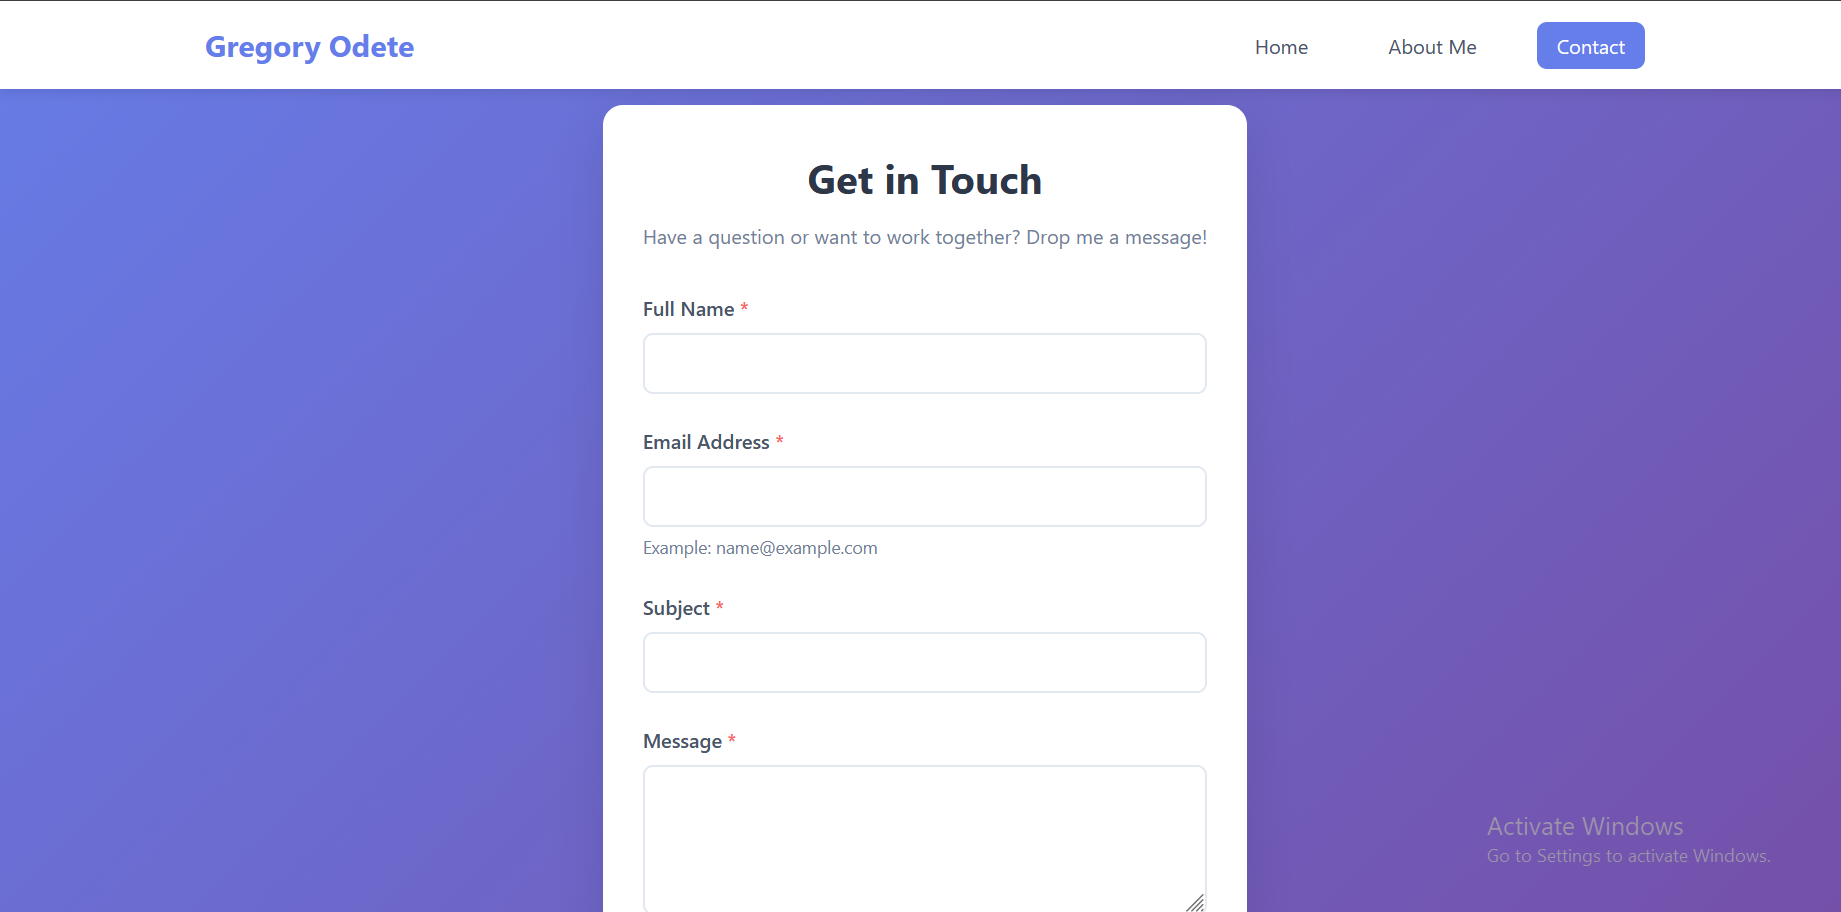 Gregory Odete
Home
About Me
Contact
Get in Touch
Have a question or want to work together? Drop me a message!
Full Name *
Email Address *
Example: name@example.com
Subject *
Message *
Activate Windows
Go to Settings to activate Windows.